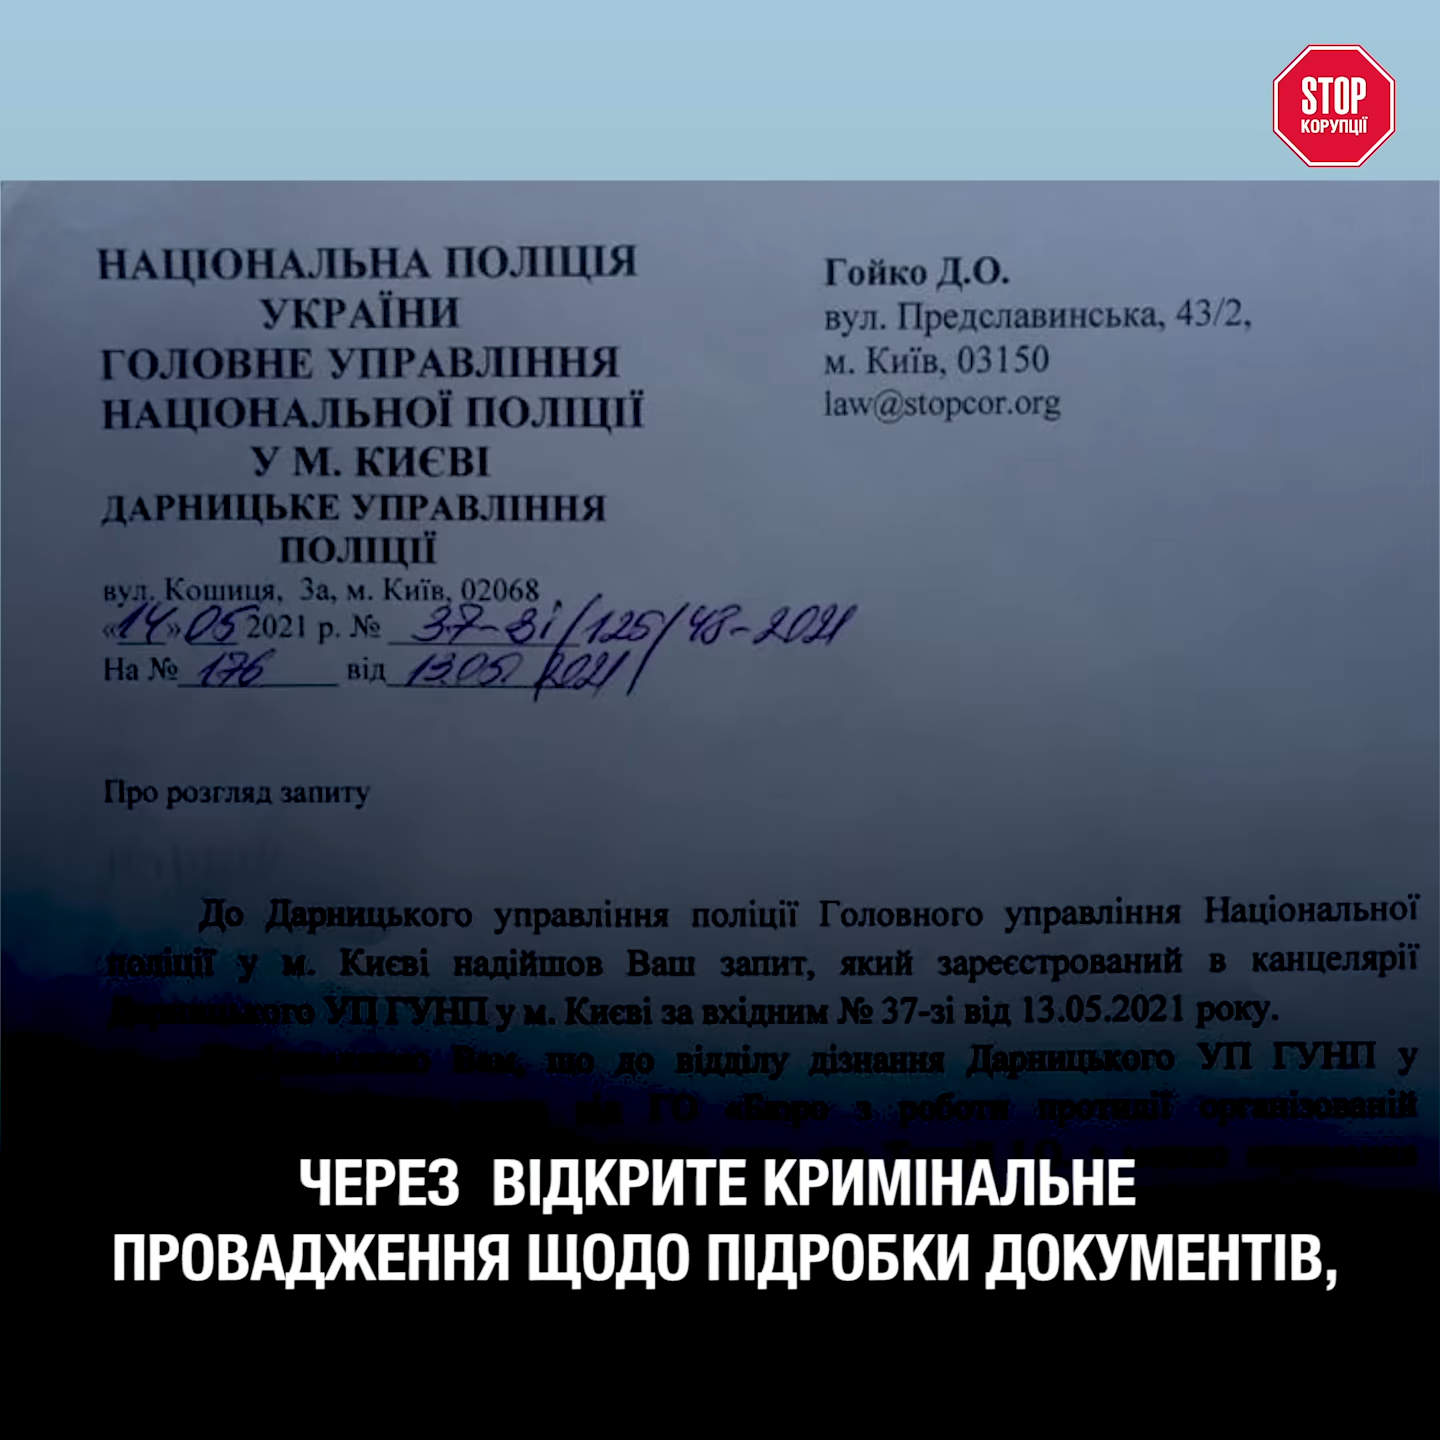 STOP
КОРУПЦІЇ
НАЦІОНАЛЬНА ПОЛІЦІЯ
УКРАЇНИ
ГОЛОВНЕ УПРАВЛІННЯ
НАЦІОНАЛЬНОЇ ПОЛІЦІЇ
У М. КИЄВІ
ДАРНИЦЬКЕ УПРАВЛІННЯ
ПОЛІЦІЇ
вул. Кошиця, 3а, м. Київ, 02068
«14» 05 2021 р. № 37-зі/125/48-2021
На № 176 від 13.05.2021
Гойко Д.О.
вул. Предславинська, 43/2,
м. Київ, 03150
law@stopcor.org
Про розгляд запиту
До Дарницького управління поліції Головного управління Національної
поліції у м. Києві надійшов Ваш запит, який зареєстрований в канцелярії
Дарницького УП ГУНП у м. Києві за вхідним № 37-зі від 13.05.2021 року.
Вам, що до відділу дізнання Дарницького УП ГУНП у
від ГО «Бюро з роботи протидії організованій
ЧЕРЕЗ ВІДКРИТЕ КРИМІНАЛЬНЕ
ПРОВАДЖЕННЯ ЩОДО ПІДРОБКИ ДОКУМЕНТІВ,